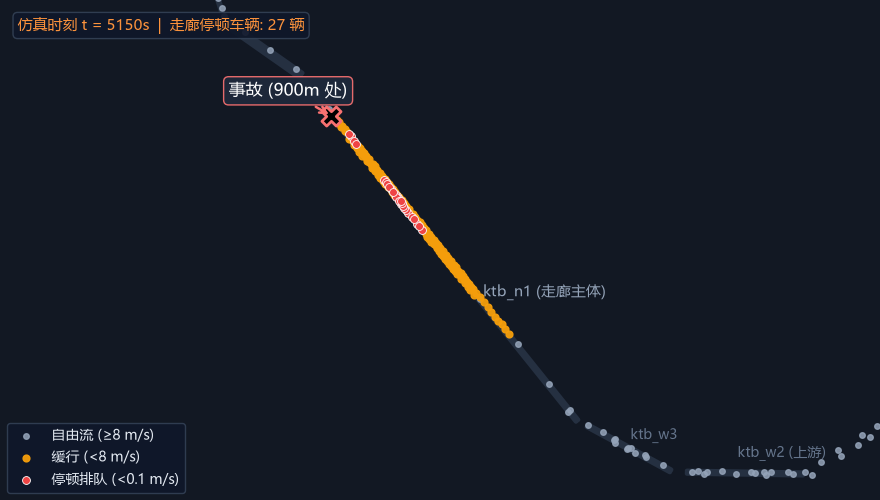 仿真时刻 t = 5150s | 走廊停顿车辆: 27 辆
事故 (900m 处)
ktb_n1 (走廊主体)
ktb_w3
ktb_w2 (上游)
自由流 (≥8 m/s)
缓行 (<8 m/s)
停顿排队 (<0.1 m/s)